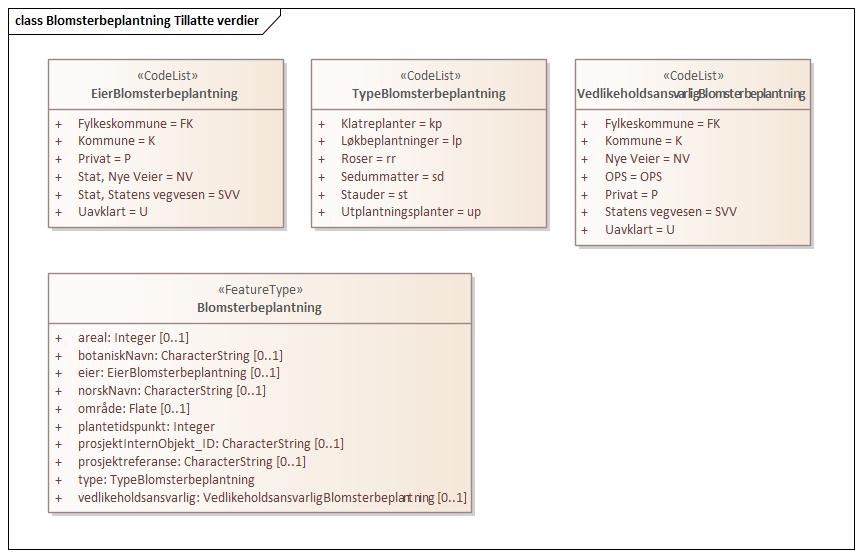 class Blomsterbeplantning Tillatte verdier
«CodeList»
EierBlomsterbeplantning
+ Fylkeskommune = FK
+ Kommune = K
+ Privat = P
+ Stat, Nye Veier = NV
+ Stat, Statens vegvesen = SVV
+ Uavklart = U
«CodeList»
TypeBlomsterbeplantning
+ Klatreplanter = kp
+ Løkbeplantninger = lp
+ Roser = rr
+ Sedummatter = sd
+ Stauder = st
+ Utplantningsplanter = up
«CodeList»
VedlikeholdsansvarligBlomsterbeplantning
+ Fylkeskommune = FK
+ Kommune = K
+ Nye Veier = NV
+ OPS = OPS
+ Privat = P
+ Statens vegvesen = SVV
+ Uavklart = U
«FeatureType»
Blomsterbeplantning
+ areal: Integer [0..1]
+ botaniskNavn: CharacterString [0..1]
+ eier: EierBlomsterbeplantning [0..1]
+ norskNavn: CharacterString [0..1]
+ område: Flate [0..1]
+ plantetidspunkt: Integer
+ prosjektInternObjekt_ID: CharacterString [0..1]
+ prosjektreferanse: CharacterString [0..1]
+ type: TypeBlomsterbeplantning
+ vedlikeholdsansvarlig: VedlikeholdsansvarligBlomsterbeplantning [0..1]